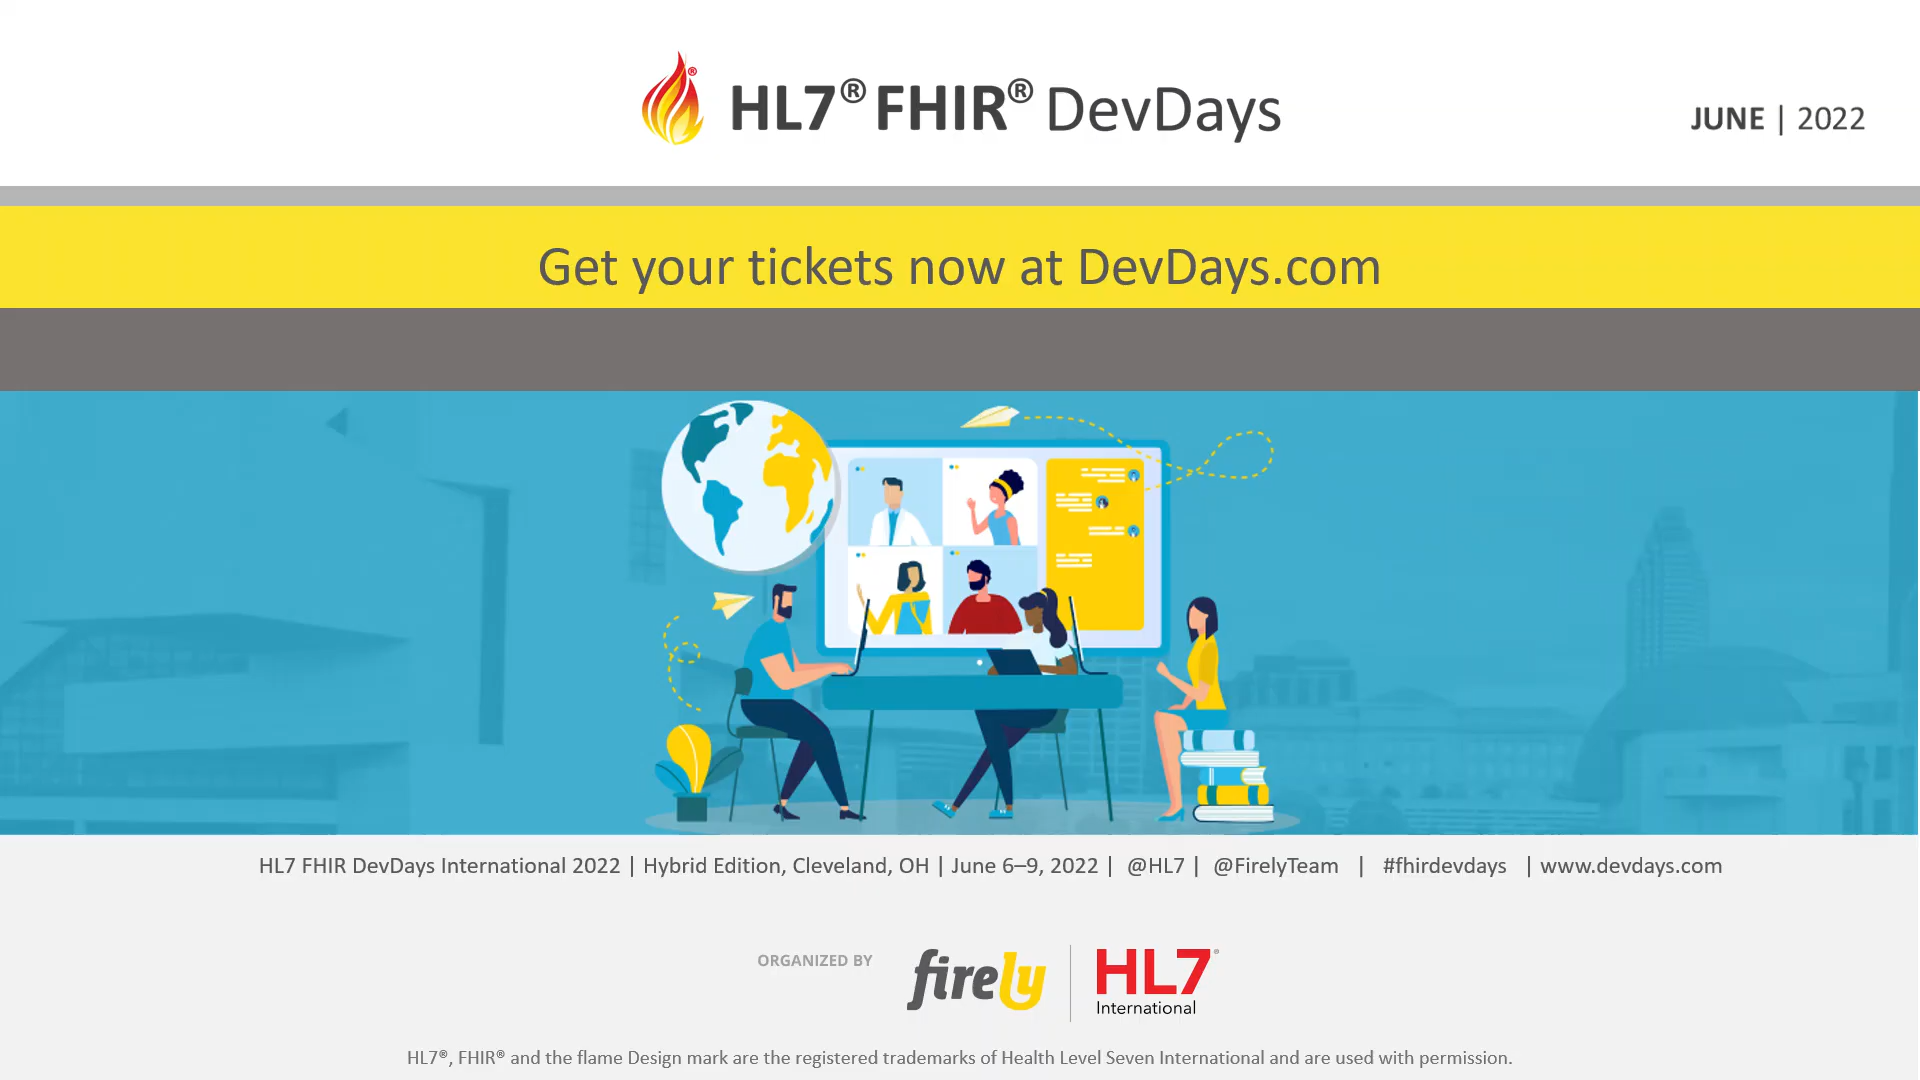 HL7® FHIR® DevDays
JUNE | 2022
Get your tickets now at DevDays.com
HL7 FHIR DevDays International 2022 | Hybrid Edition, Cleveland, OH | June 6–9, 2022 | @HL7 | @FirelyTeam | #fhirdevdays | www.devdays.com
ORGANIZED BY
firely
HL7®
International
HL7®, FHIR® and the flame Design mark are the registered trademarks of Health Level Seven International and are used with permission.